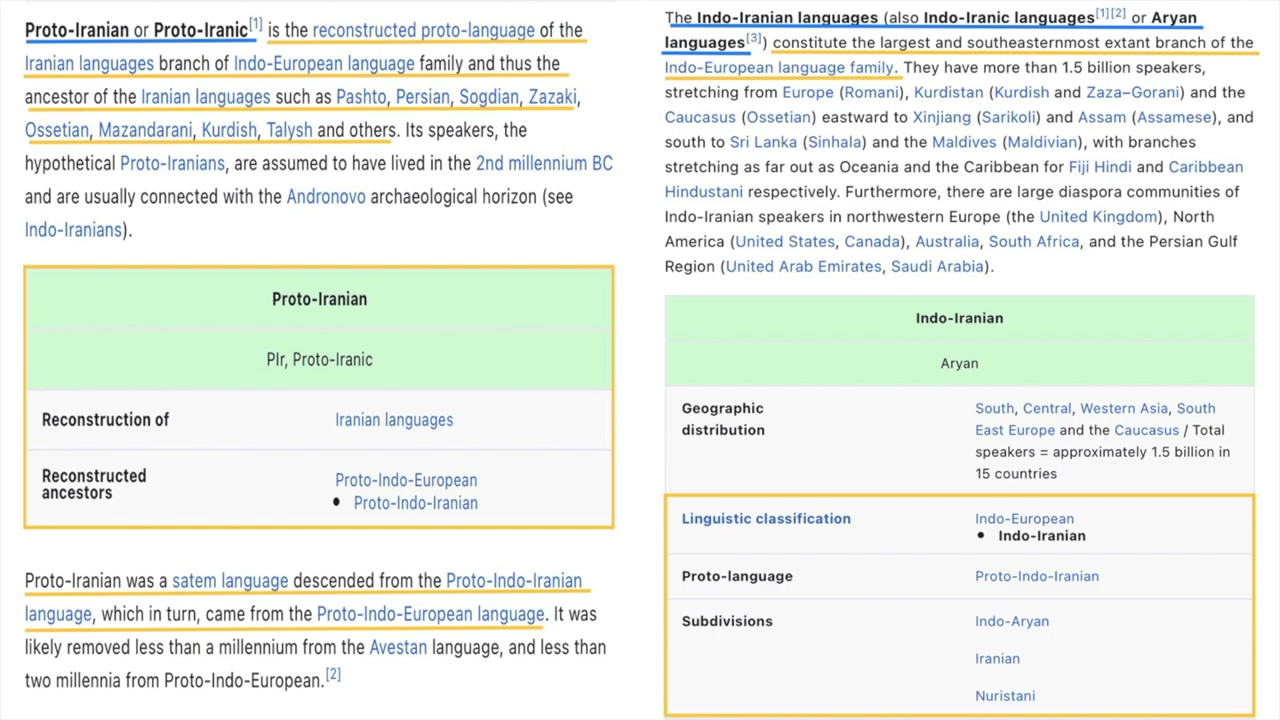 Proto-Iranian or Proto-Iranic[1] is the reconstructed proto-language of the
Iranian languages branch of Indo-European language family and thus the
ancestor of the Iranian languages such as Pashto, Persian, Sogdian, Zazaki,
Ossetian, Mazandarani, Kurdish, Talysh and others. Its speakers, the
hypothetical Proto-Iranians, are assumed to have lived in the 2nd millennium BC
and are usually connected with the Andronovo archaeological horizon (see
Indo-Iranians).
Proto-Iranian
PIr, Proto-Iranic
Reconstruction of Iranian languages
Reconstructed
ancestors
Proto-Indo-European
• Proto-Indo-Iranian
Proto-Iranian was a satem language descended from the Proto-Indo-Iranian
language, which in turn, came from the Proto-Indo-European language. It was
likely removed less than a millennium from the Avestan language, and less than
two millennia from Proto-Indo-European.[2]
The Indo-Iranian languages (also Indo-Iranic languages[1][2] or Aryan
languages[3]) constitute the largest and southeasternmost extant branch of the
Indo-European language family. They have more than 1.5 billion speakers,
stretching from Europe (Romani), Kurdistan (Kurdish and Zaza–Gorani) and the
Caucasus (Ossetian) eastward to Xinjiang (Sarikoli) and Assam (Assamese), and
south to Sri Lanka (Sinhala) and the Maldives (Maldivian), with branches
stretching as far out as Oceania and the Caribbean for Fiji Hindi and Caribbean
Hindustani respectively. Furthermore, there are large diaspora communities of
Indo-Iranian speakers in northwestern Europe (the United Kingdom), North
America (United States, Canada), Australia, South Africa, and the Persian Gulf
Region (United Arab Emirates, Saudi Arabia).
Indo-Iranian
Aryan
Geographic
distribution
South, Central, Western Asia, South
East Europe and the Caucasus / Total
speakers = approximately 1.5 billion in
15 countries
Linguistic classification Indo-European
• Indo-Iranian
Proto-language Proto-Indo-Iranian
Subdivisions Indo-Aryan
Iranian
Nuristani